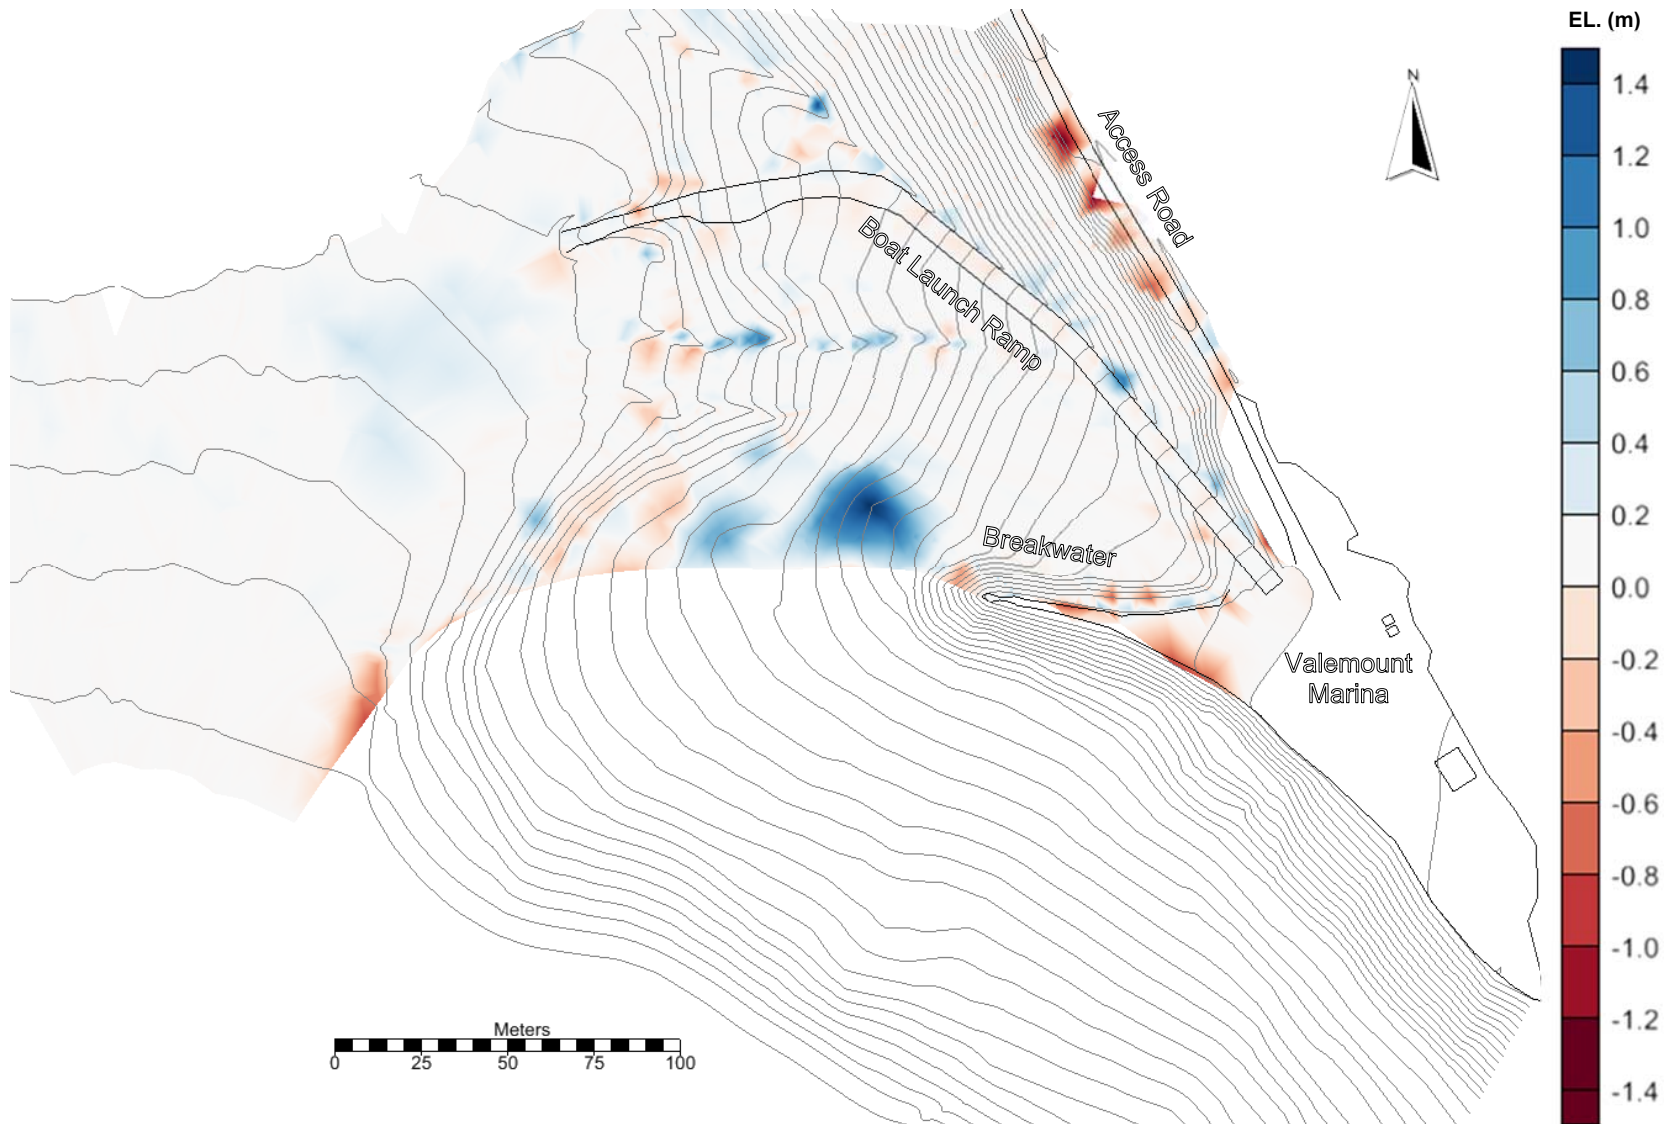 EL. (m)
N
1.4
1.2
1.0
0.8
0.6
0.4
0.2
0.0
-0.2
-0.4
-0.6
-0.8
-1.0
-1.2
-1.4
Access Road
Boat Launch Ramp
Breakwater
Valemount
Marina
Meters
0 25 50 75 100